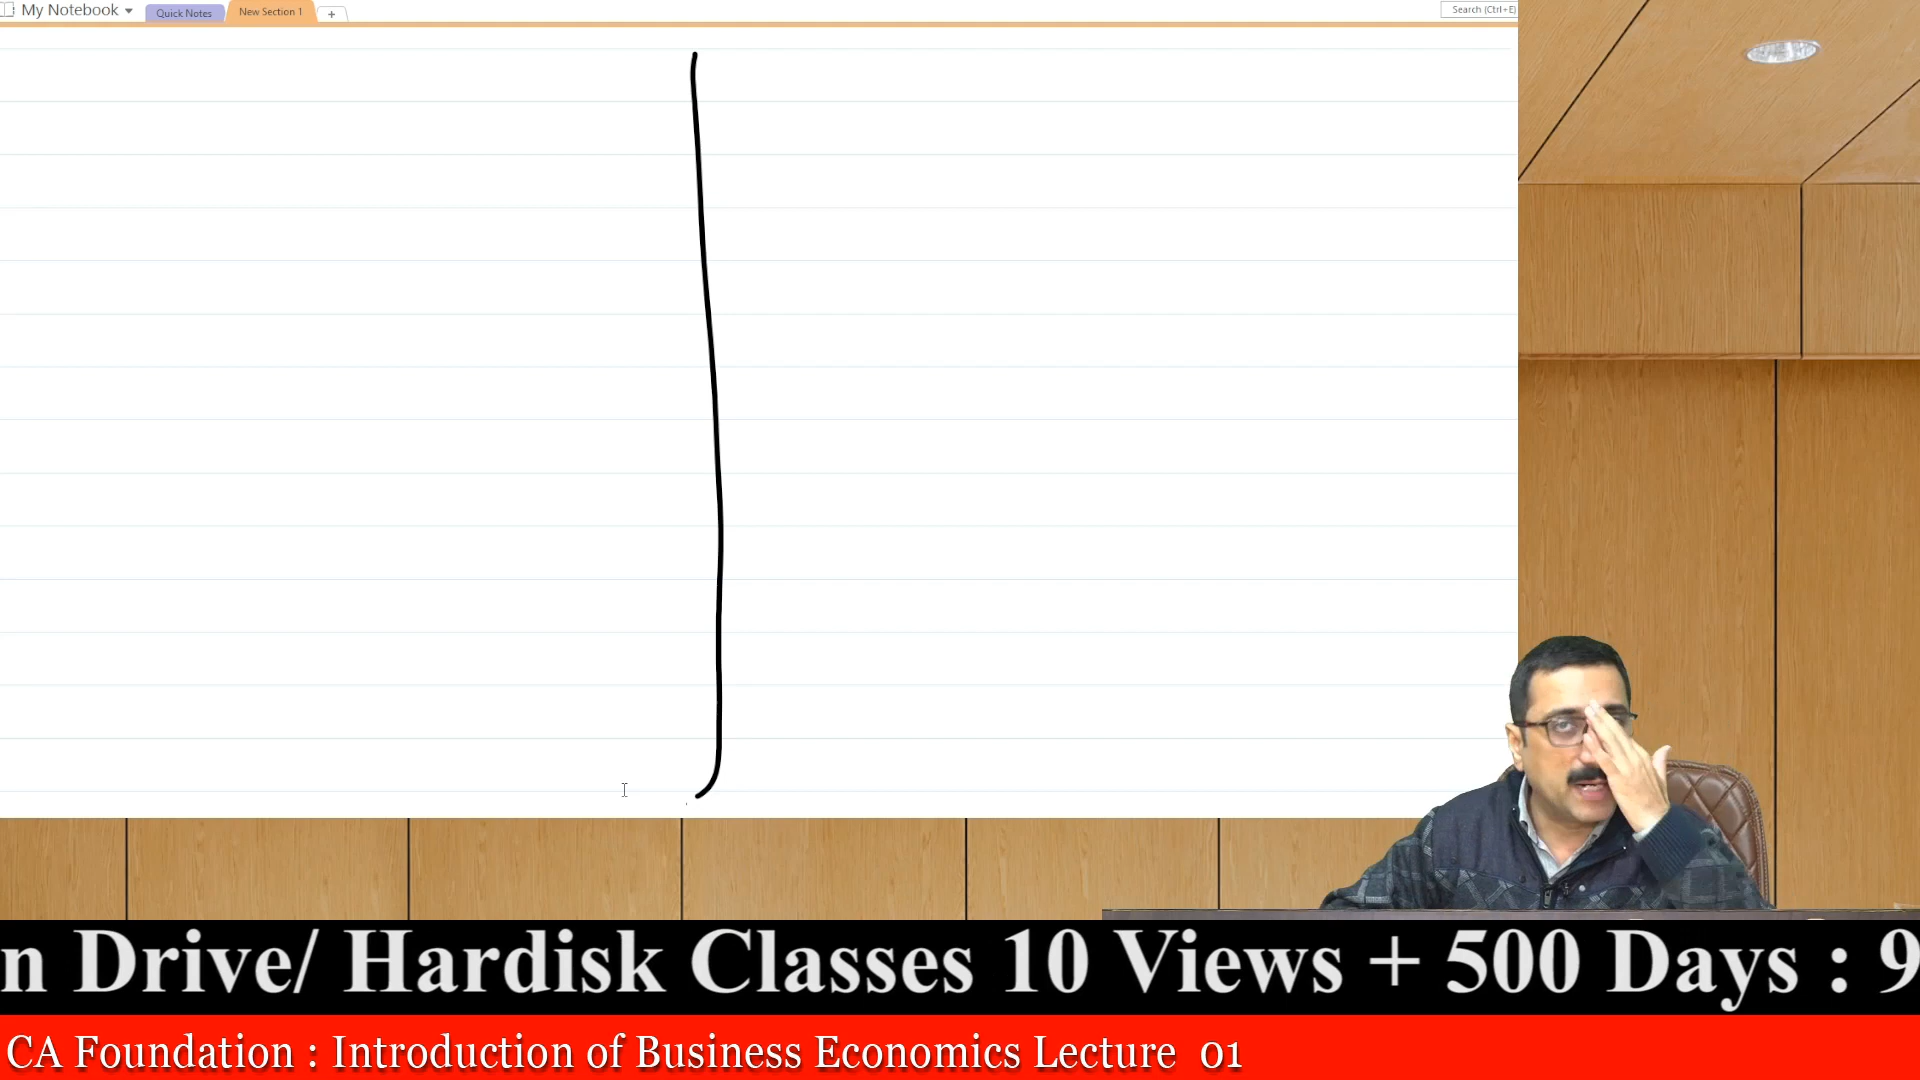 My Notebook
Quick Notes
New Section 1
+
Search (Ctrl+E)
n Drive/ Hardisk Classes 10 Views + 500 Days : 9
CA Foundation : Introduction of Business Economics Lecture 01